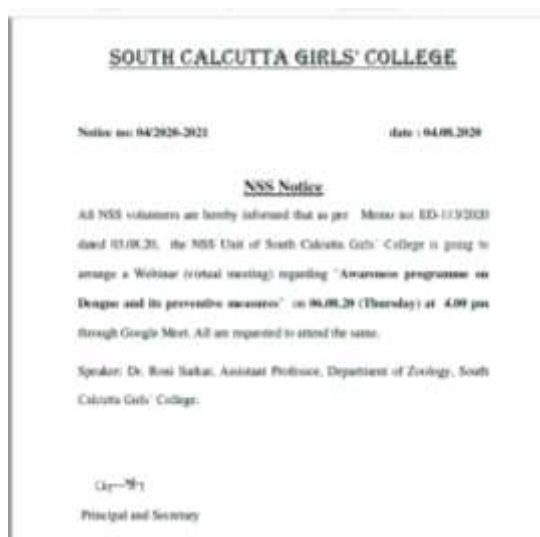 SOUTH CALCUTTA GIRLS' COLLEGE
Notice no: 04/2020-2021 date : 04.08.2020
NSS Notice
All NSS volunteers are hereby informed that as per Memo no: ED-113/2020
dated 03.08.20, the NSS Unit of South Calcutta Girls' College is going to
arrange a Webinar (virtual meeting) regarding "Awareness programme on
Dengue and its preventive measures" on 06.08.20 (Thursday) at 4.00 pm
through Google Meet. All are requested to attend the same.
Speaker: Dr. Sarkar, Assistant Professor, Department of Zoology, South
Calcutta Girls' College.
Principal and Secretary